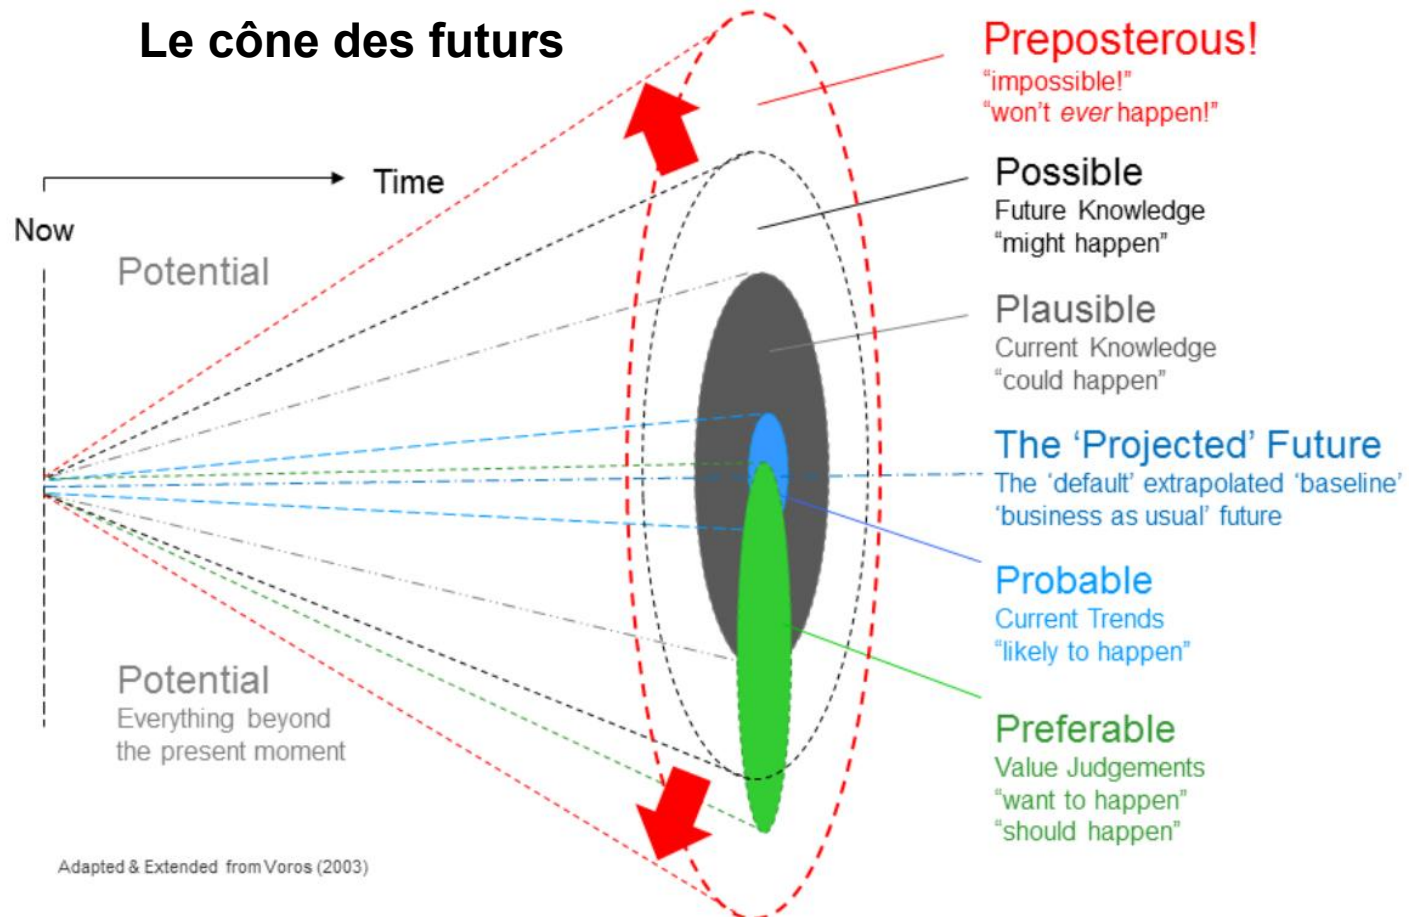 Le cône des futurs
Time
Now
Potential
Potential
Everything beyond
the present moment
Adapted & Extended from Voros (2003)
Preposterous!
“impossible!”
“won’t ever happen!”
Possible
Future Knowledge
“might happen”
Plausible
Current Knowledge
“could happen”
The ‘Projected’ Future
The ‘default’ extrapolated ‘baseline’
‘business as usual’ future
Probable
Current Trends
“likely to happen”
Preferable
Value Judgements
“want to happen”
“should happen”